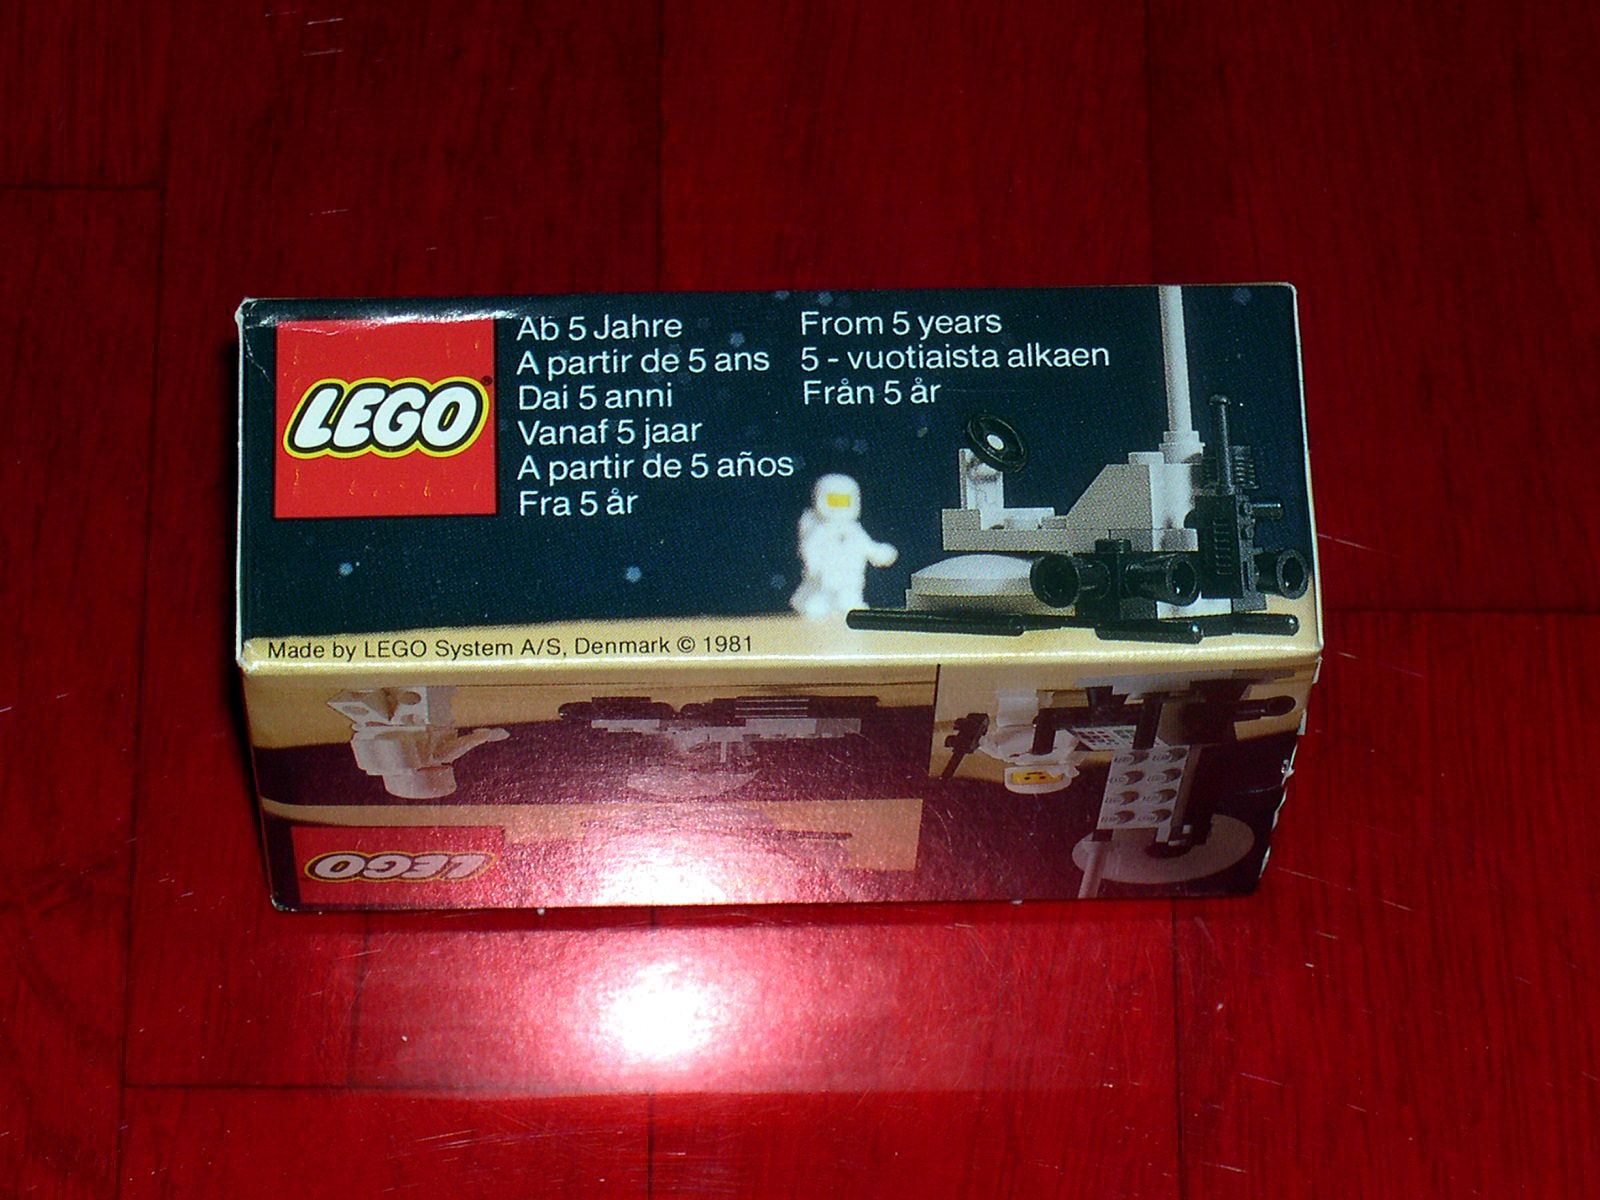 LEGO®
Ab 5 Jahre
A partir de 5 ans
Dai 5 anni
Vanaf 5 jaar
A partir de 5 años
Fra 5 år
From 5 years
5 - vuotiaista alkaen
Från 5 år
Made by LEGO System A/S, Denmark © 1981
LEGO